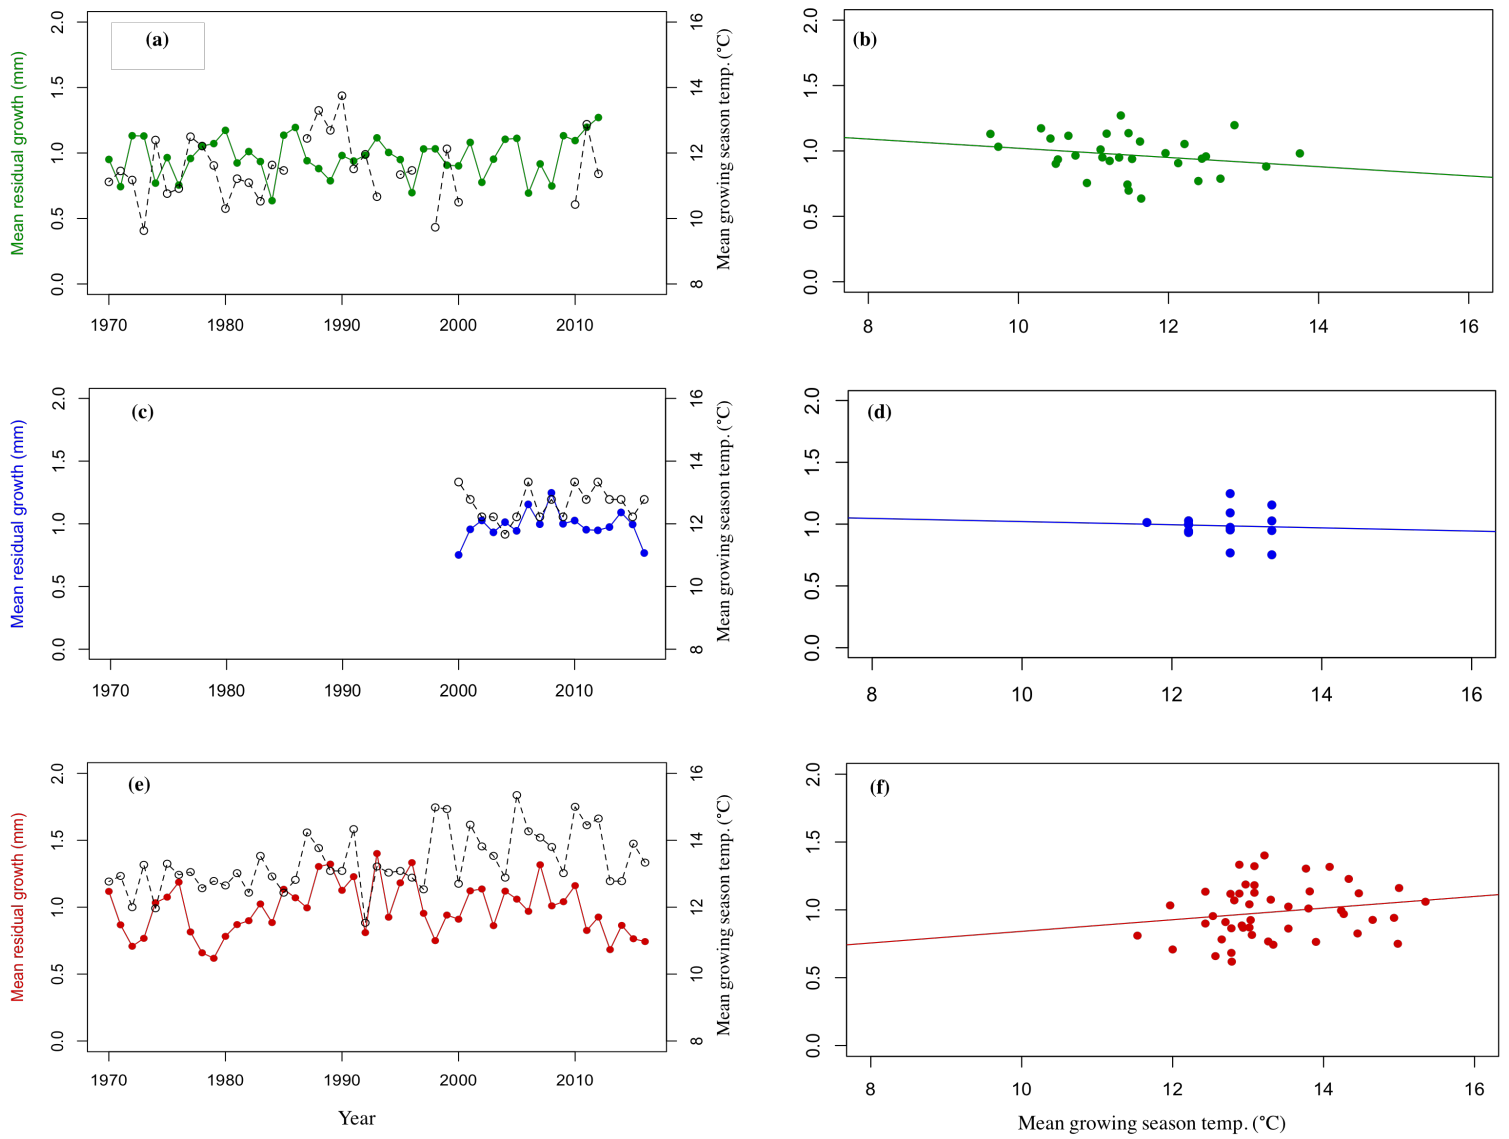 (a)
Mean residual growth (mm)
0.0 0.5 1.0 1.5 2.0
Mean growing season temp. (°C)
8 10 12 14 16
1970 1980 1990 2000 2010
(b)
0.0 0.5 1.0 1.5 2.0
8 10 12 14 16
(c)
Mean residual growth (mm)
0.0 0.5 1.0 1.5 2.0
Mean growing season temp. (°C)
8 10 12 14 16
1970 1980 1990 2000 2010
(d)
0.0 0.5 1.0 1.5 2.0
8 10 12 14 16
(e)
Mean residual growth (mm)
0.0 0.5 1.0 1.5 2.0
Mean growing season temp. (°C)
8 10 12 14 16
1970 1980 1990 2000 2010
Year
(f)
0.0 0.5 1.0 1.5 2.0
8 10 12 14 16
Mean growing season temp. (°C)